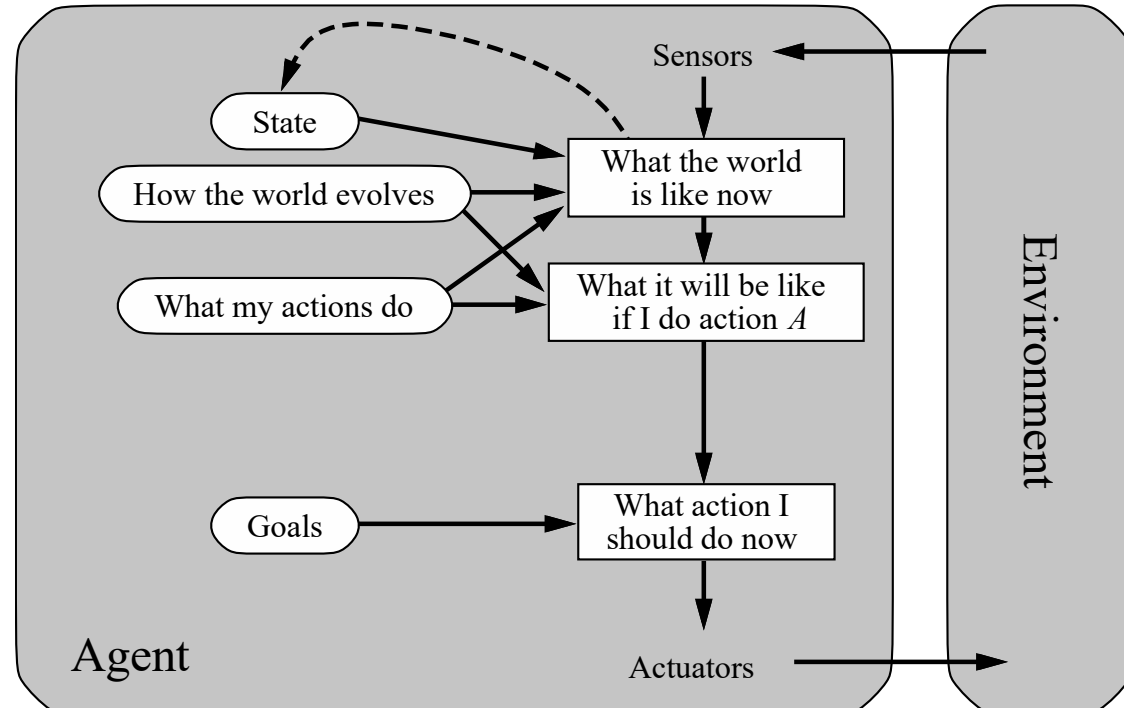 Sensors
State
What the world
is like now
How the world evolves
What it will be like
if I do action A
What my actions do
Environment
What action I
should do now
Goals
Agent
Actuators